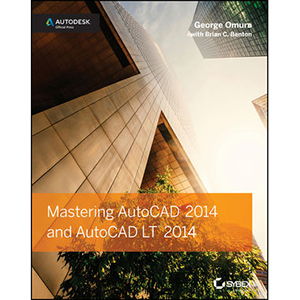 AUTODESK
Official Press
George Omura
with Brian C. Benton
Mastering AutoCAD 2014
and AutoCAD LT 2014
SYBEX